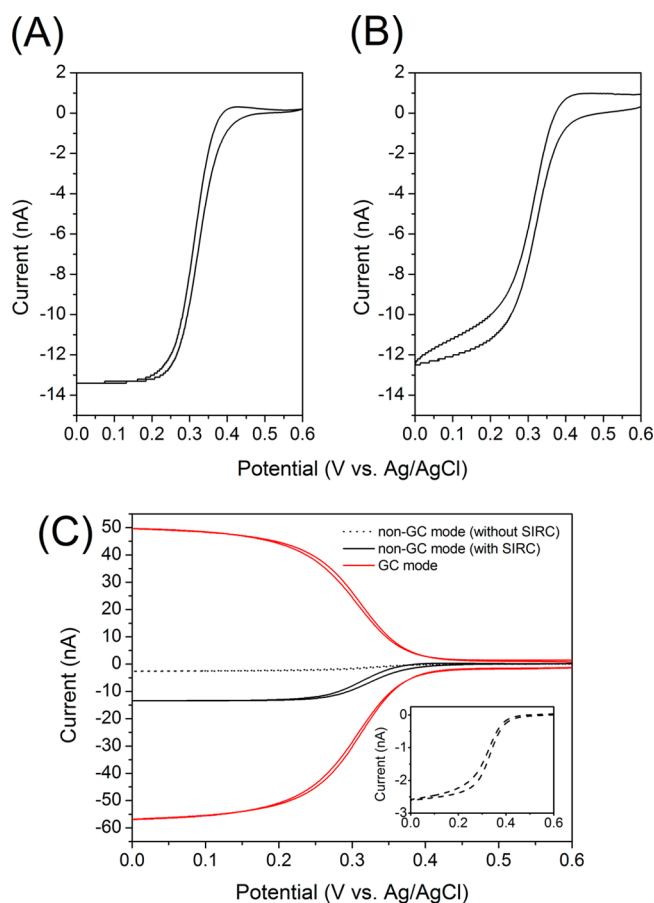 (A)
(B)
2
0
-2
-4
-6
-8
-10
-12
-14
Current (nA)
0.0 0.1 0.2 0.3 0.4 0.5 0.6
2
0
-2
-4
-6
-8
-10
-12
-14
Current (nA)
0.0 0.1 0.2 0.3 0.4 0.5 0.6
Potential (V vs. Ag/AgCl)
(C)
50
40
30
20
10
0
-10
-20
-30
-40
-50
-60
Current (nA)
non-GC mode (without SIRC)
non-GC mode (with SIRC)
GC mode
0
-1
-2
-3
Current (nA)
0.0 0.2 0.4 0.6
0.0 0.1 0.2 0.3 0.4 0.5 0.6
Potential (V vs. Ag/AgCl)